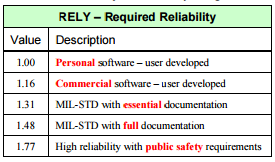 RELY – Required Reliability
Value Description
1.00 Personal software – user developed
1.16 Commercial software – user developed
1.31 MIL-STD with essential documentation
1.48 MIL-STD with full documentation
1.77 High reliability with public safety requirements